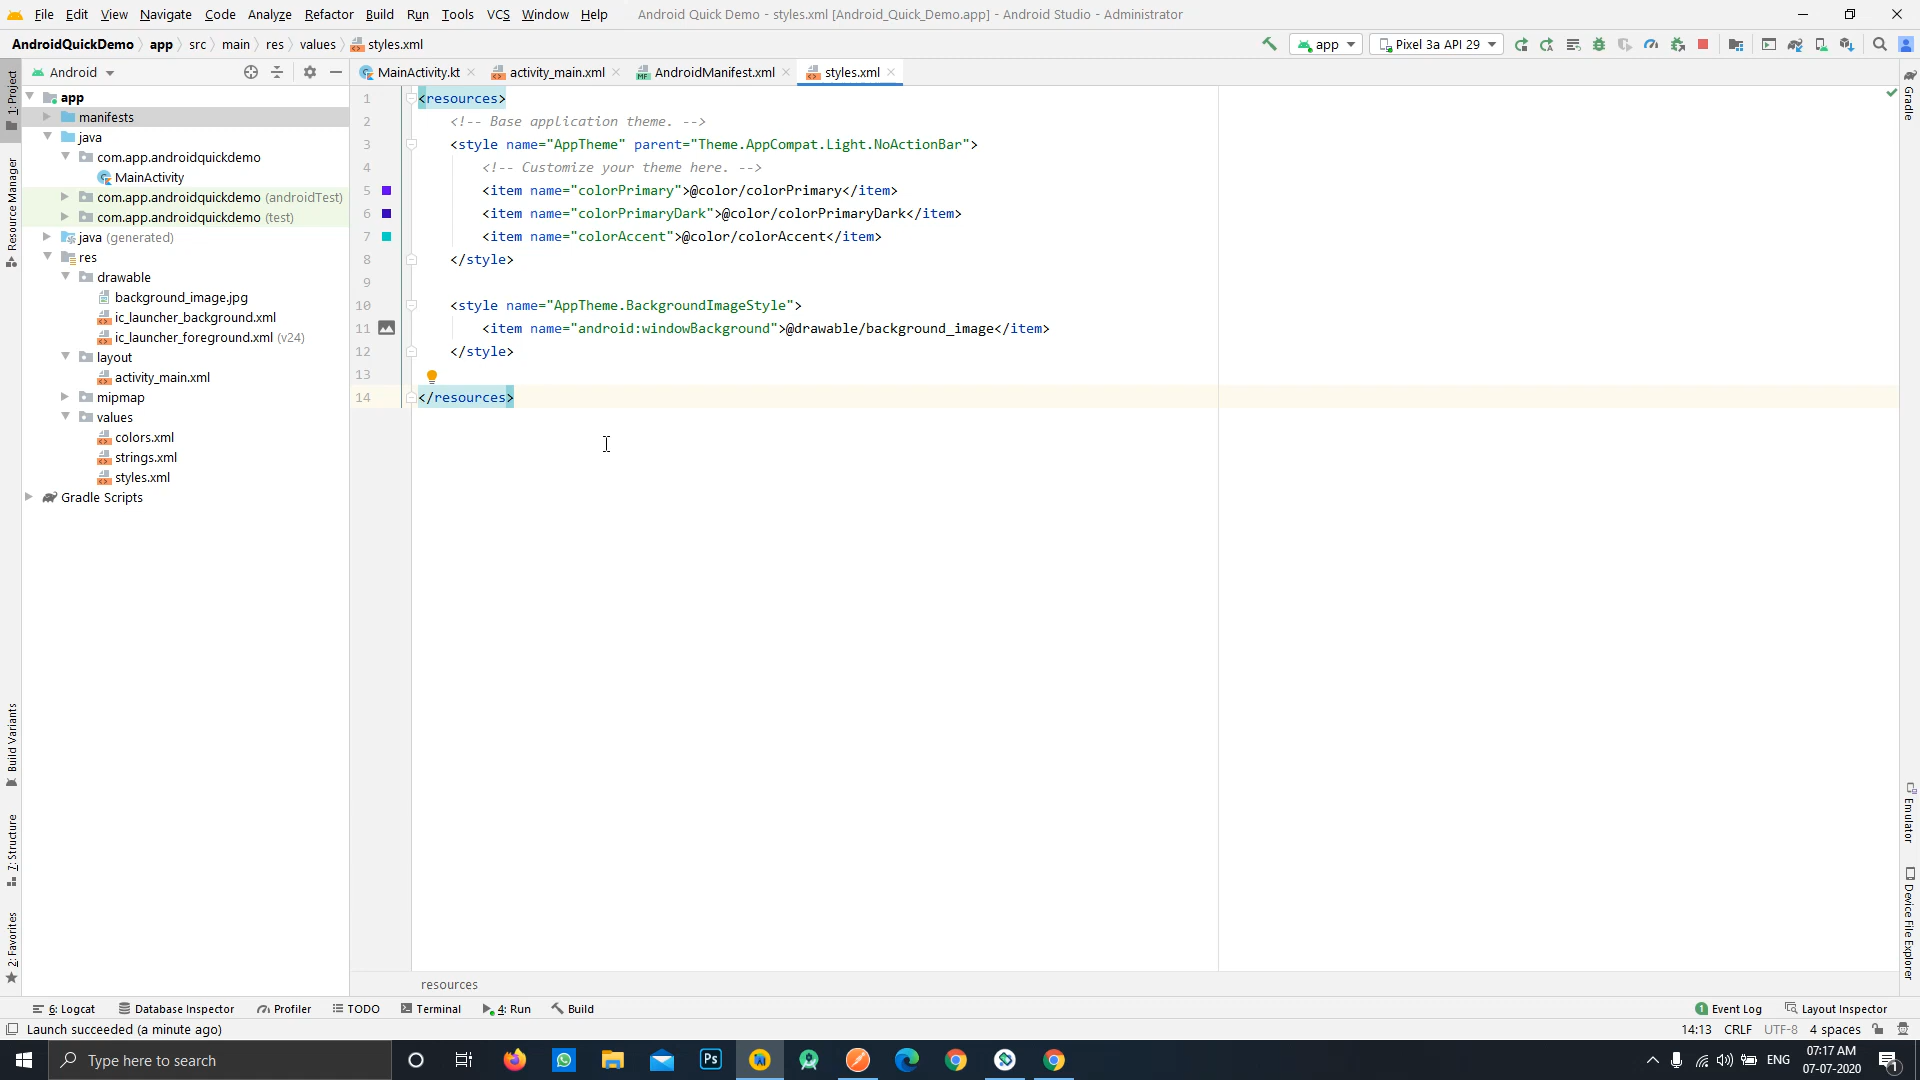 File Edit View Navigate Code Analyze Refactor Build Run Tools VCS Window Help Android Quick Demo - styles.xml [Android_Quick_Demo.app] - Android Studio - Administrator
AndroidQuickDemo app src main res values styles.xml app Pixel 3a API 29
Android MainActivity.kt activity_main.xml AndroidManifest.xml styles.xml
1: Project
Resource Manager
Build Variants
7: Structure
2: Favorites
app
manifests
java
com.app.androidquickdemo
MainActivity
com.app.androidquickdemo (androidTest)
com.app.androidquickdemo (test)
java (generated)
res
drawable
background_image.jpg
ic_launcher_background.xml
ic_launcher_foreground.xml (v24)
layout
activity_main.xml
mipmap
values
colors.xml
strings.xml
styles.xml
Gradle Scripts
1 <resources>
2 <!-- Base application theme. -->
3 <style name="AppTheme" parent="Theme.AppCompat.Light.NoActionBar">
4 <!-- Customize your theme here. -->
5 <item name="colorPrimary">@color/colorPrimary</item>
6 <item name="colorPrimaryDark">@color/colorPrimaryDark</item>
7 <item name="colorAccent">@color/colorAccent</item>
8 </style>
9
10 <style name="AppTheme.BackgroundImageStyle">
11 <item name="android:windowBackground">@drawable/background_image</item>
12 </style>
13
14 </resources>
Gradle
Emulator
Device File Explorer
resources
6: Logcat Database Inspector Profiler TODO Terminal 4: Run Build 1 Event Log Layout Inspector
Launch succeeded (a minute ago) 14:13 CRLF UTF-8 4 spaces
Type here to search Ps ENG 07:17 AM
07-07-2020 1